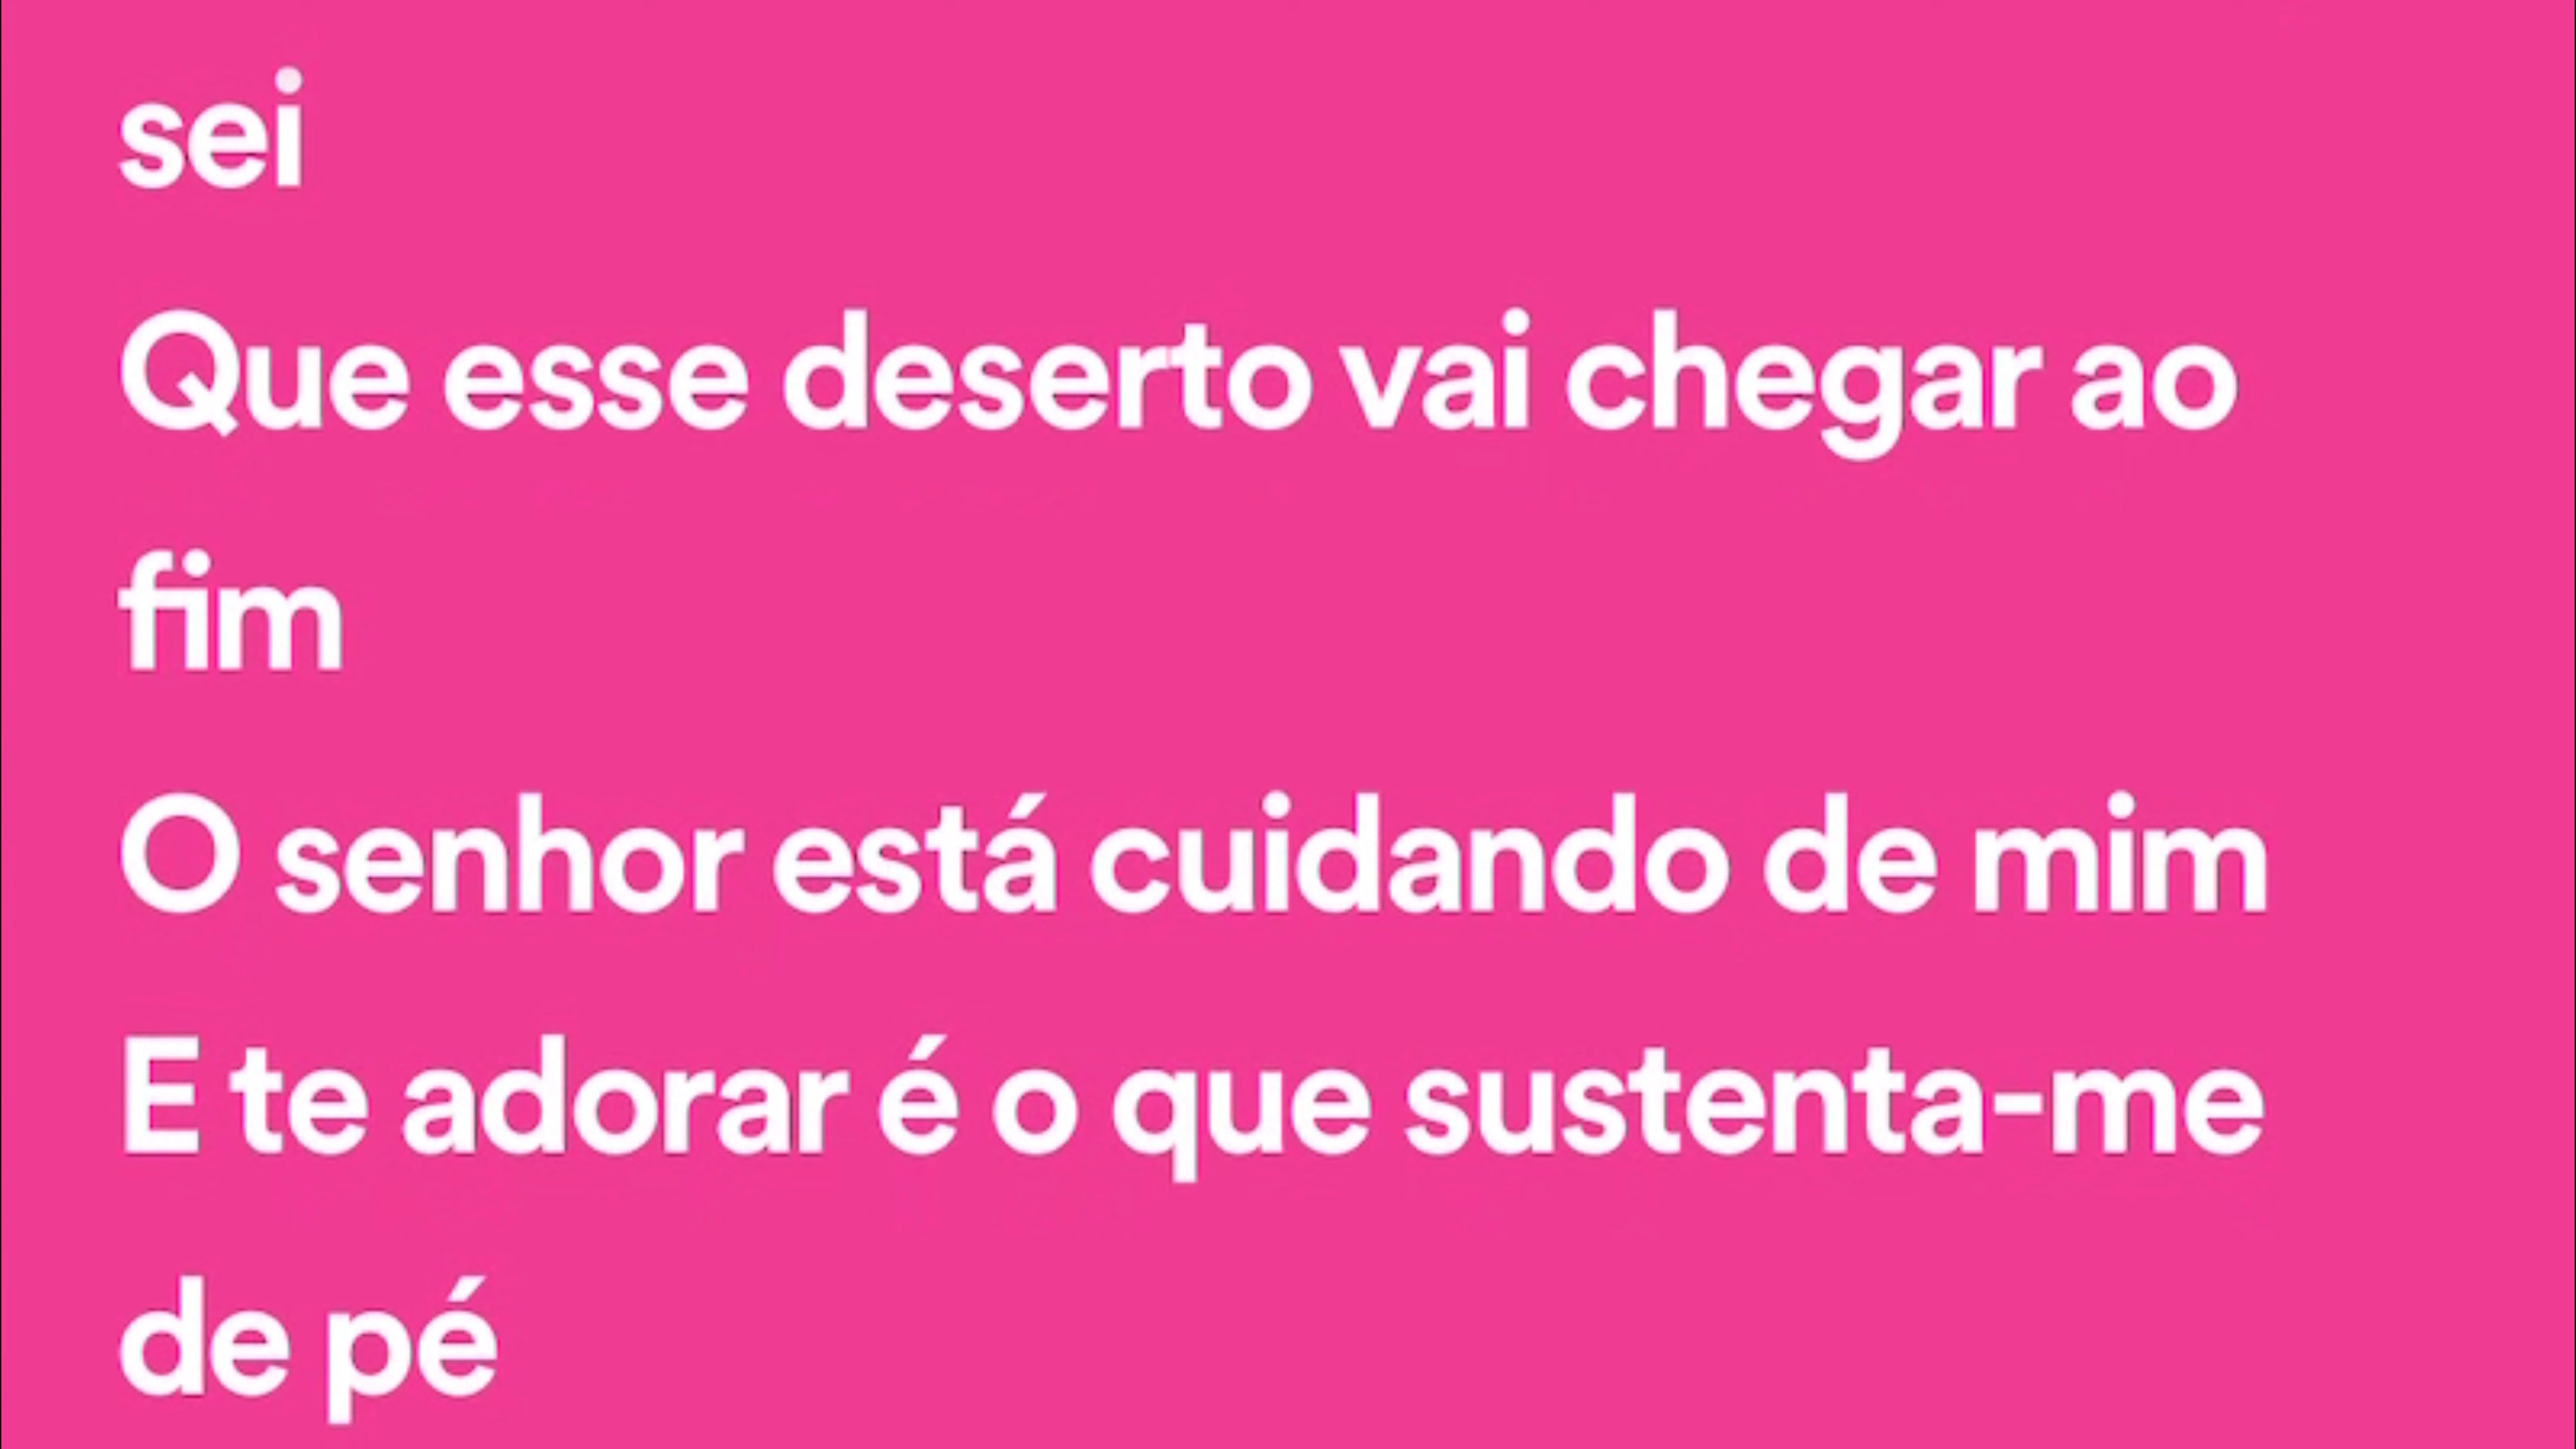 sei
Que esse deserto vai chegar ao
fim
O senhor está cuidando de mim
E te adorar é o que sustenta-me
de pé